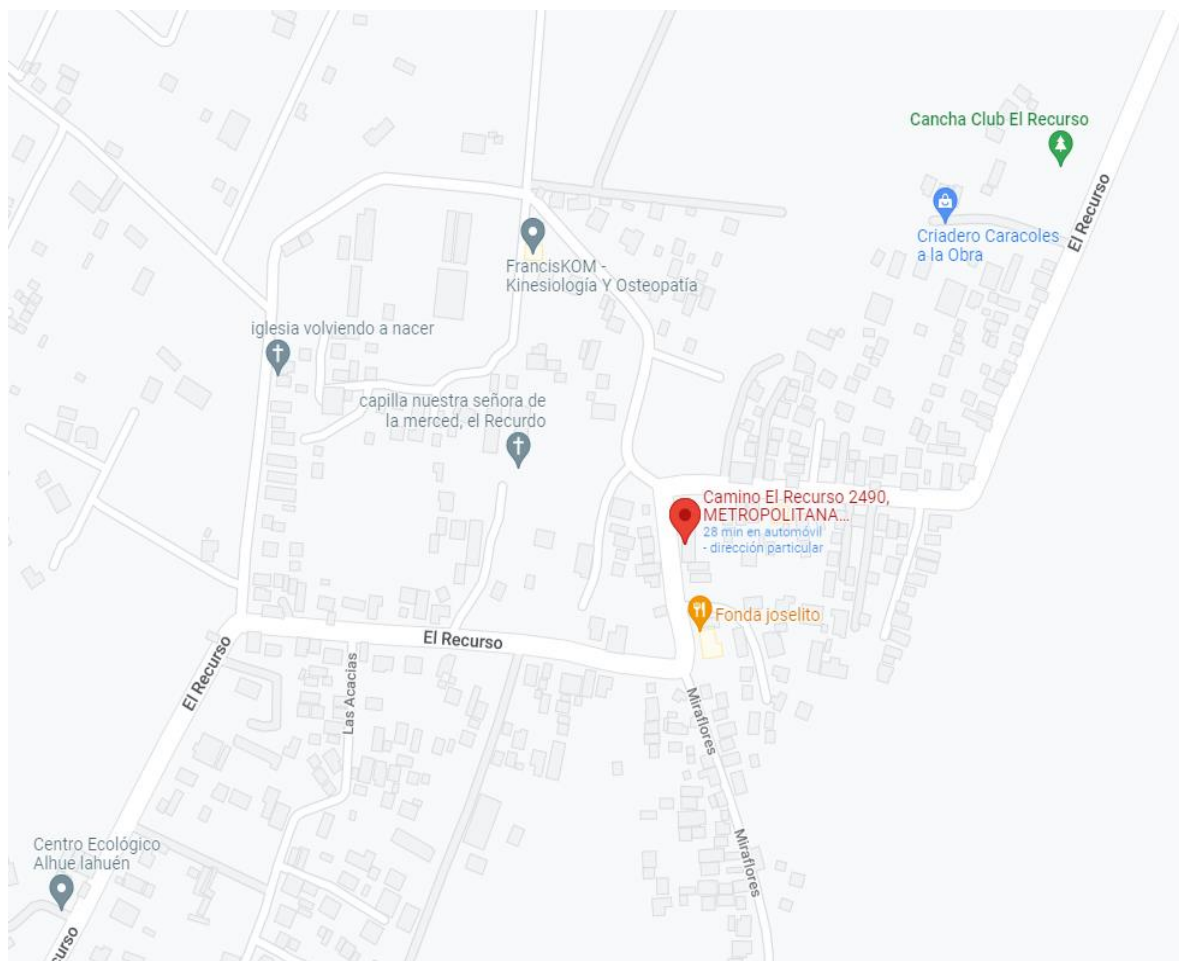 Cancha Club El Recurso
El Recurso
Criadero Caracoles
a la Obra
FrancisKOM -
Kinesiología Y Osteopatía
iglesia volviendo a nacer
capilla nuestra señora de
la merced, el Recurdo
Camino El Recurso 2490,
METROPOLITANA...
28 min en automóvil
- dirección particular
Fonda joselito
El Recurso
El Recurso
Las Acacias
Miraflores
Miraflores
Centro Ecológico
Alhue lahuén
urso